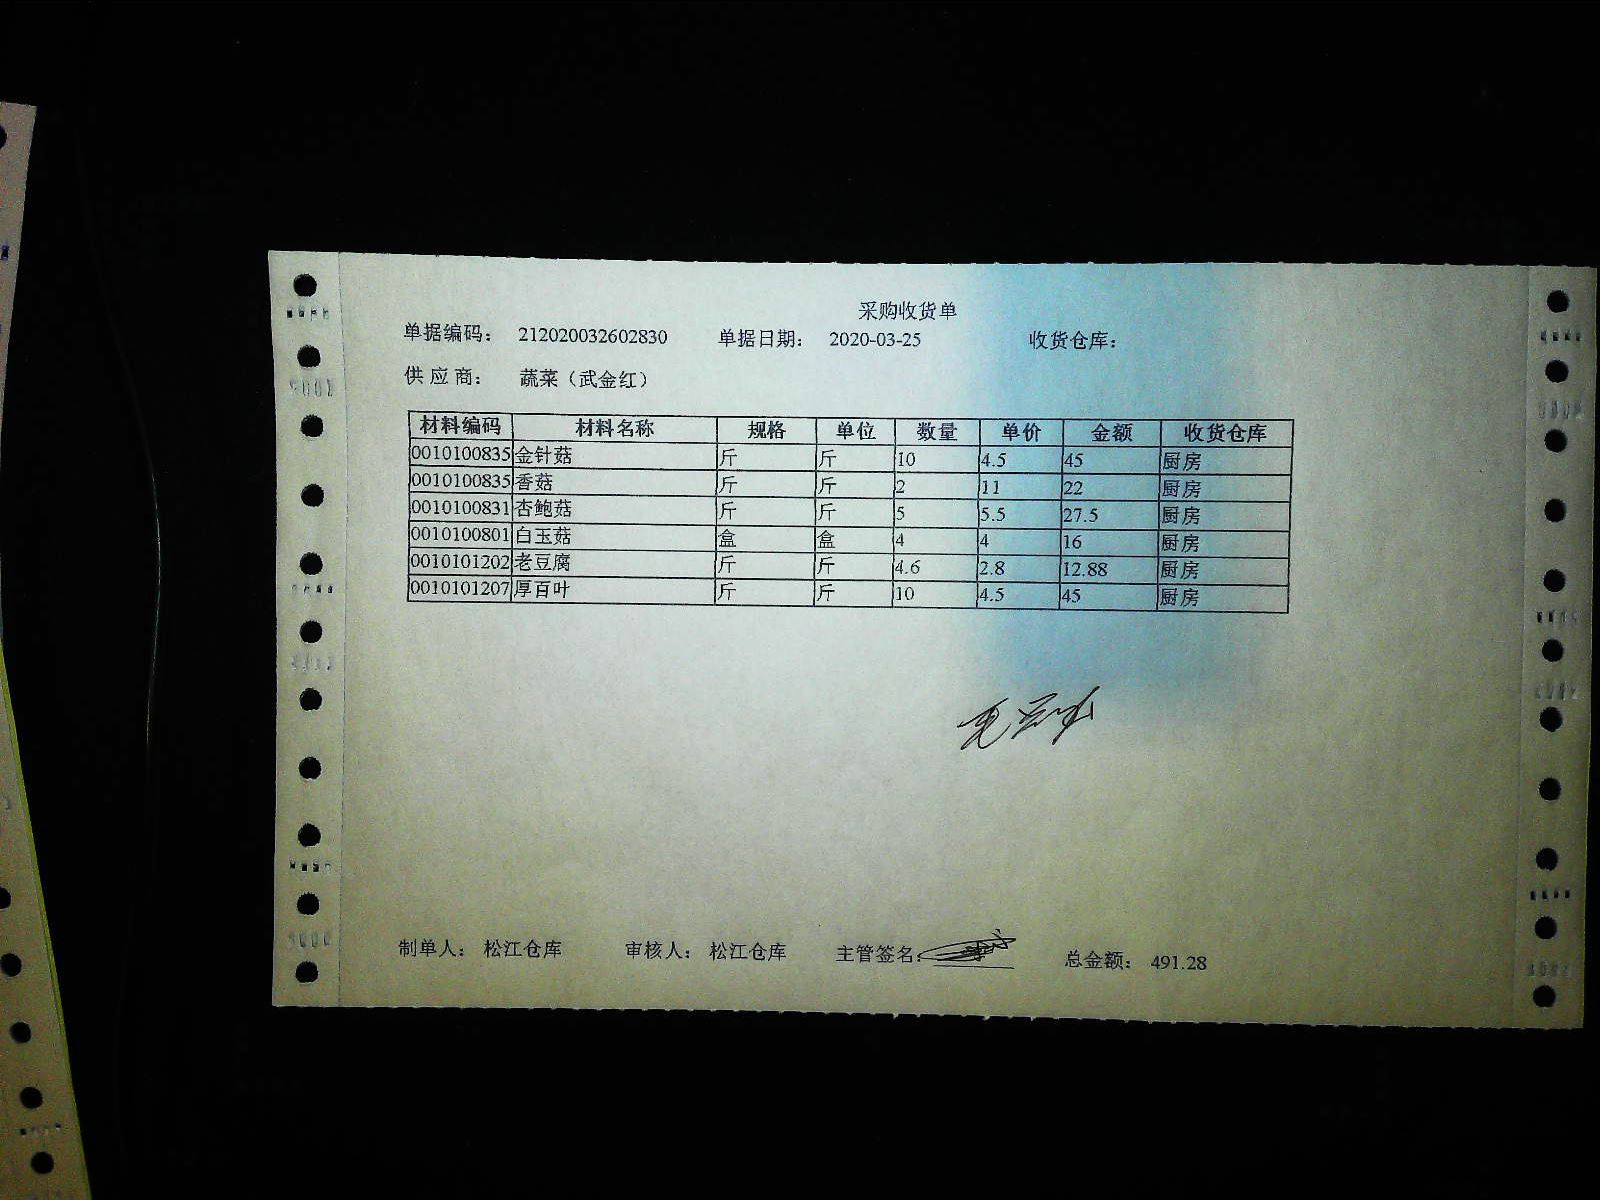 采购收货单
单据编码： 212020032602830 单据日期： 2020-03-25 收货仓库：
供 应 商： 蔬菜（武金红）
材料编码 材料名称 规格 单位 数量 单价 金额 收货仓库
0010100835 金针菇 斤 斤 10 4.5 45 厨房
0010100835 香菇 斤 斤 2 11 22 厨房
0010100831 杏鲍菇 斤 斤 5 5.5 27.5 厨房
0010100801 白玉菇 盒 盒 4 4 16 厨房
0010101202 老豆腐 斤 斤 4.6 2.8 12.88 厨房
0010101207 厚百叶 斤 斤 10 4.5 45 厨房
制单人： 松江仓库 审核人： 松江仓库 主管签名： 总金额： 491.28